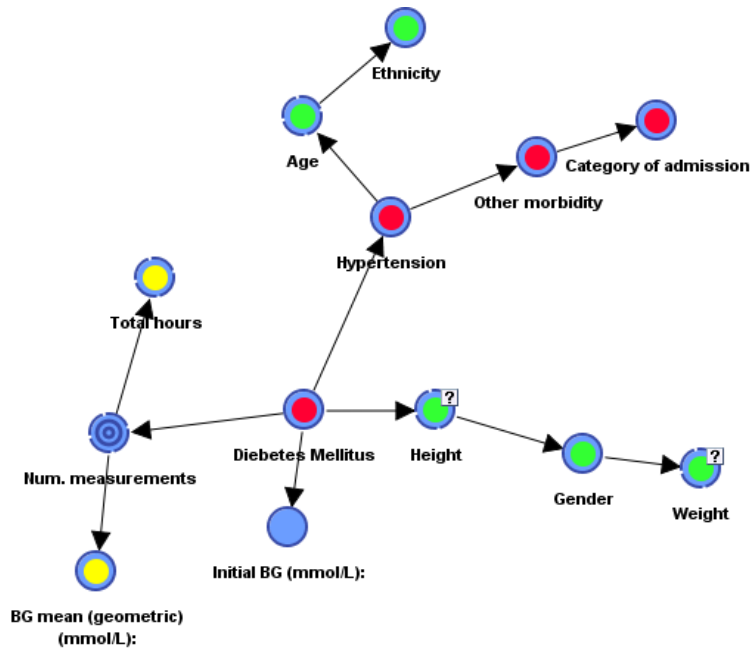 Ethnicity
Age
Category of admission
Other morbidity
Hypertension
Total hours
?
Diebetes Mellitus
Height
?
Num. measurements
Gender
Weight
Initial BG (mmol/L):
BG mean (geometric)
(mmol/L):